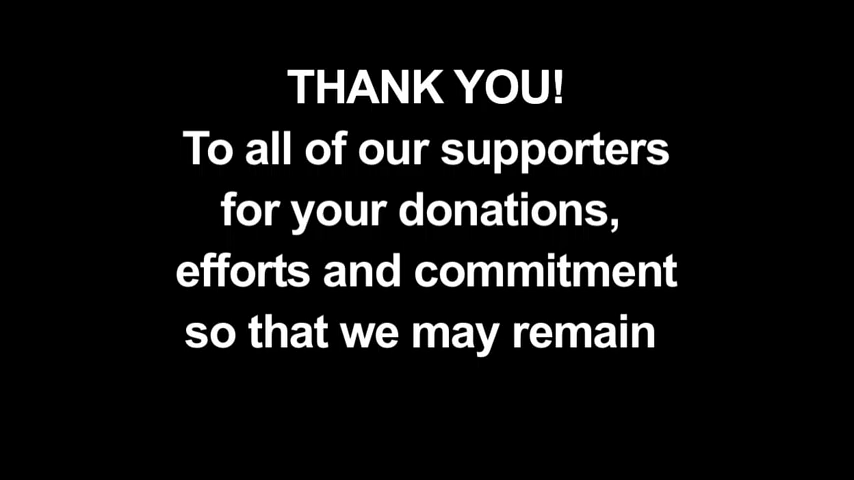 THANK YOU!
To all of our supporters
for your donations,
efforts and commitment
so that we may remain